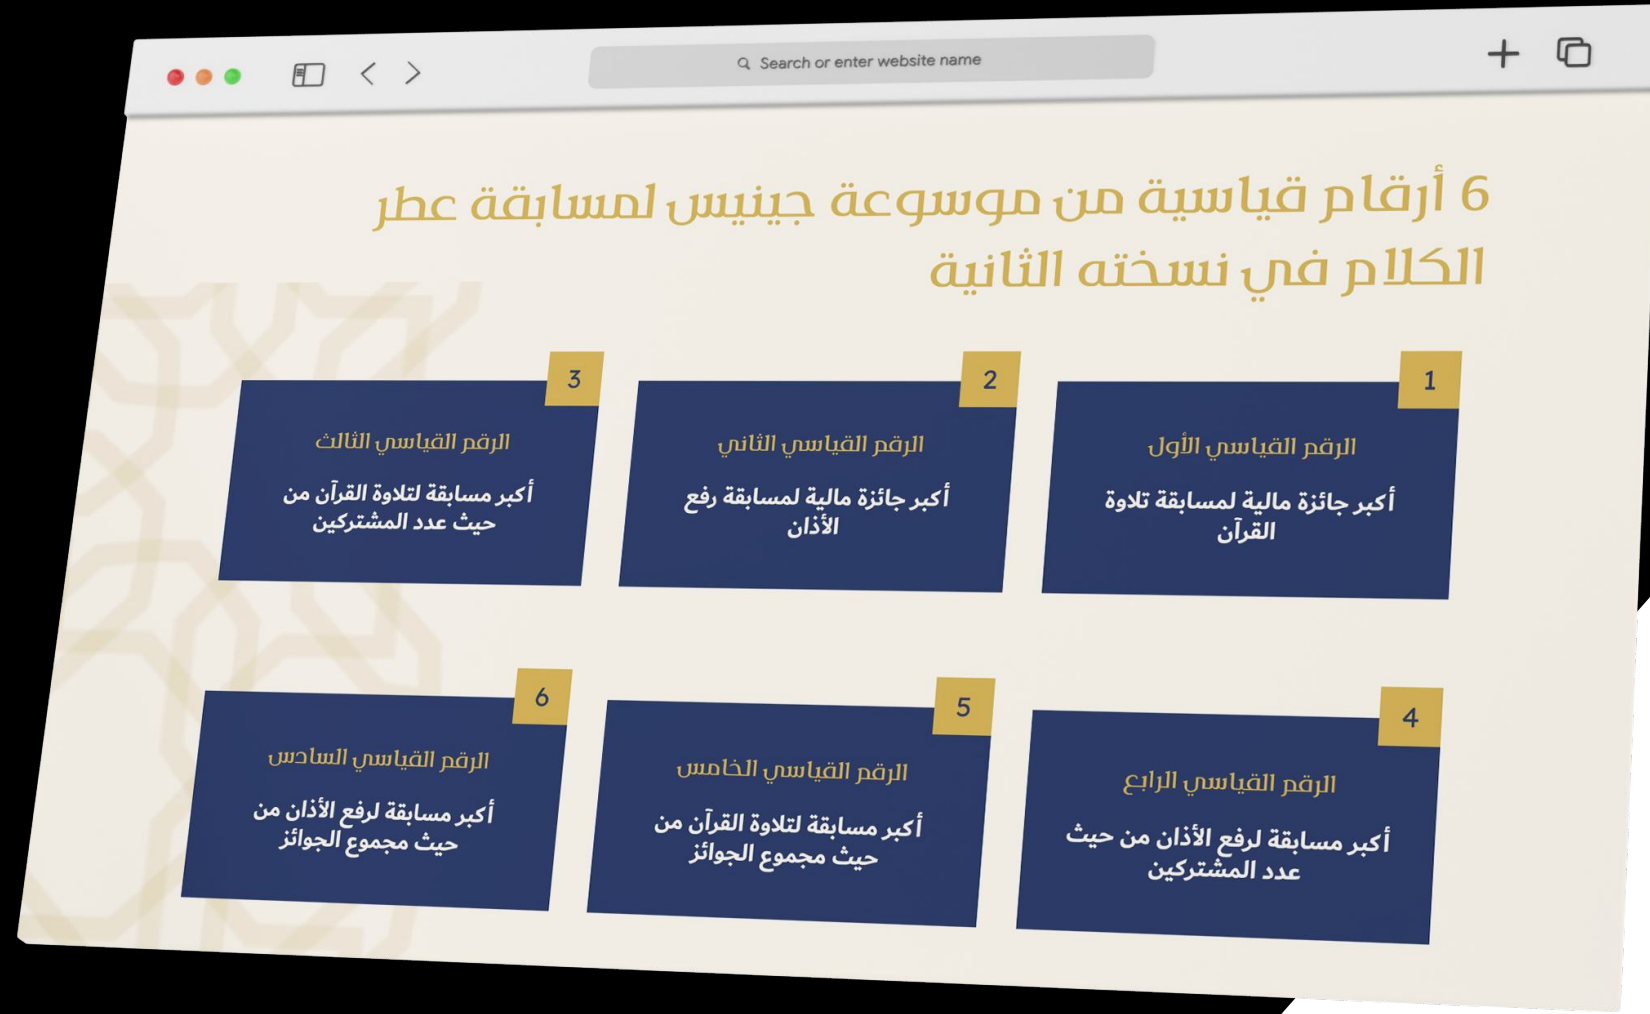 Search or enter website name
6 أرقام قياسية من موسوعة جينيس لمسابقة عطر
الكلام في نسخته الثانية
1
الرقم القياسي الأول
أكبر جائزة مالية لمسابقة تلاوة
القرآن
2
الرقم القياسي الثاني
أكبر جائزة مالية لمسابقة رفع
الأذان
3
الرقم القياسي الثالث
أكبر مسابقة لتلاوة القرآن من
حيث عدد المشتركين
4
الرقم القياسي الرابع
أكبر مسابقة لرفع الأذان من حيث
عدد المشتركين
5
الرقم القياسي الخامس
أكبر مسابقة لتلاوة القرآن من
حيث مجموع الجوائز
6
الرقم القياسي السادس
أكبر مسابقة لرفع الأذان من
حيث مجموع الجوائز